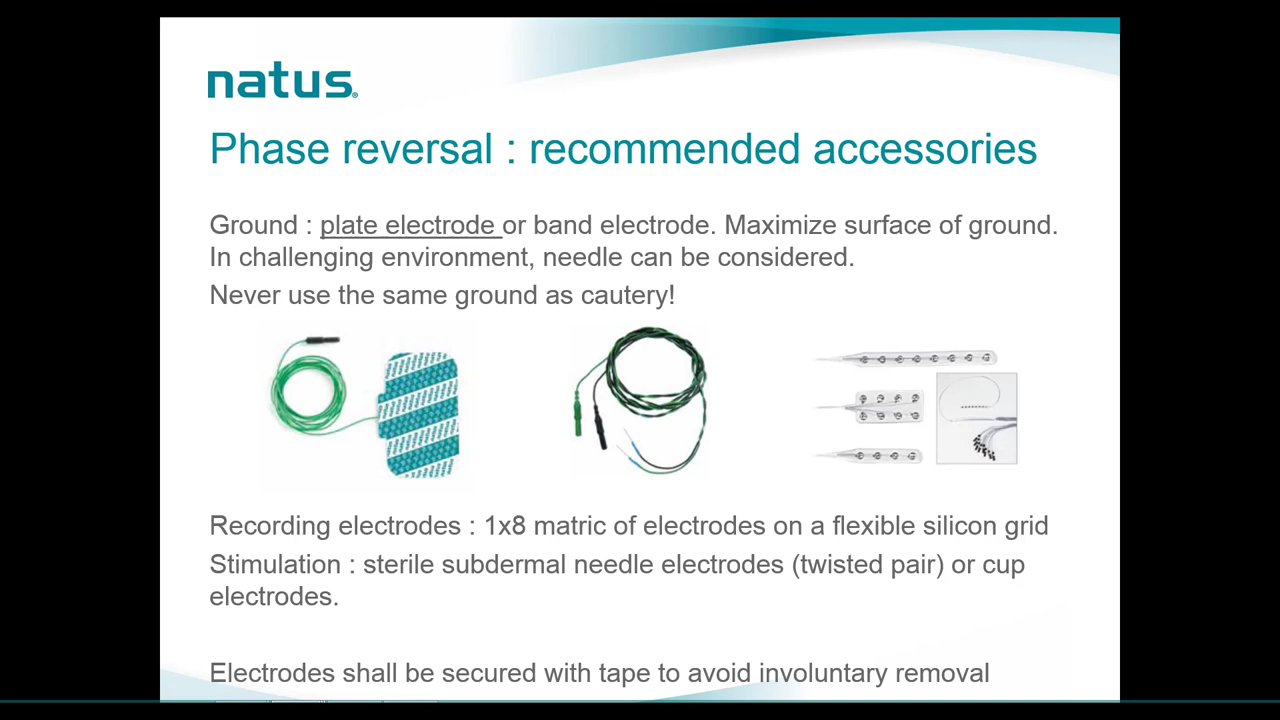 natus®
Phase reversal : recommended accessories
Ground : plate electrode or band electrode. Maximize surface of ground.
In challenging environment, needle can be considered.
Never use the same ground as cautery!
Recording electrodes : 1x8 matric of electrodes on a flexible silicon grid
Stimulation : sterile subdermal needle electrodes (twisted pair) or cup
electrodes.
Electrodes shall be secured with tape to avoid involuntary removal